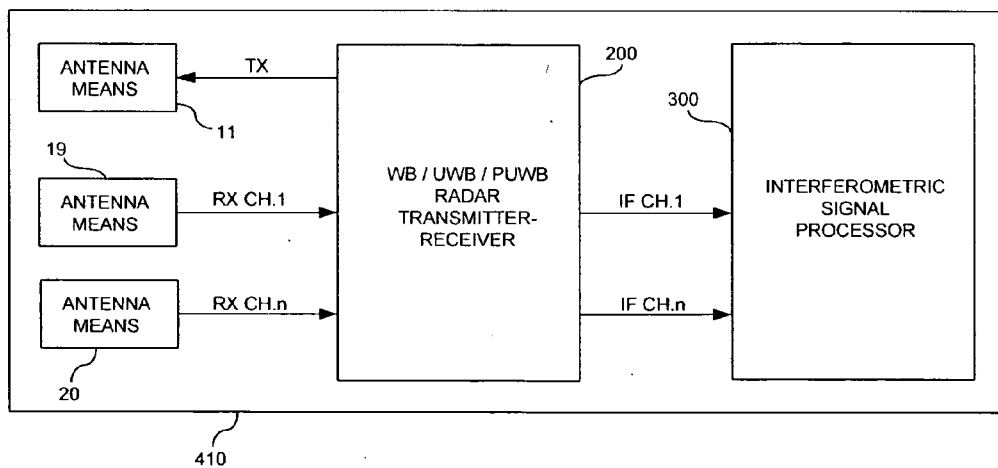 ANTENNA
MEANS
TX
11
200
300
19
ANTENNA
MEANS
RX CH.1
WB / UWB / PUWB
RADAR
TRANSMITTER-
RECEIVER
IF CH.1
INTERFEROMETRIC
SIGNAL
PROCESSOR
ANTENNA
MEANS
RX CH.n
IF CH.n
20
410